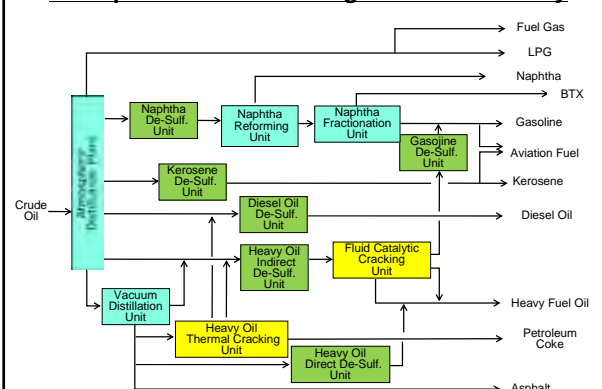 Fuel Gas
LPG
Naphtha
BTX
Naphtha
De-Sulf.
Unit
Naphtha
Reforming
Unit
Naphtha
Fractionation
Unit
Gasoline
Gasoline
De-Sulf.
Unit
Aviation Fuel
Kerosene
De-Sulf.
Unit
Kerosene
Crude
Oil
Diesel Oil
De-Sulf.
Unit
Diesel Oil
Heavy Oil
Indirect
De-Sulf.
Unit
Fluid Catalytic
Cracking
Unit
Vacuum
Distillation
Unit
Heavy Fuel Oil
Heavy Oil
Thermal Cracking
Unit
Petroleum
Coke
Heavy Oil
Direct De-Sulf.
Unit
Asphalt